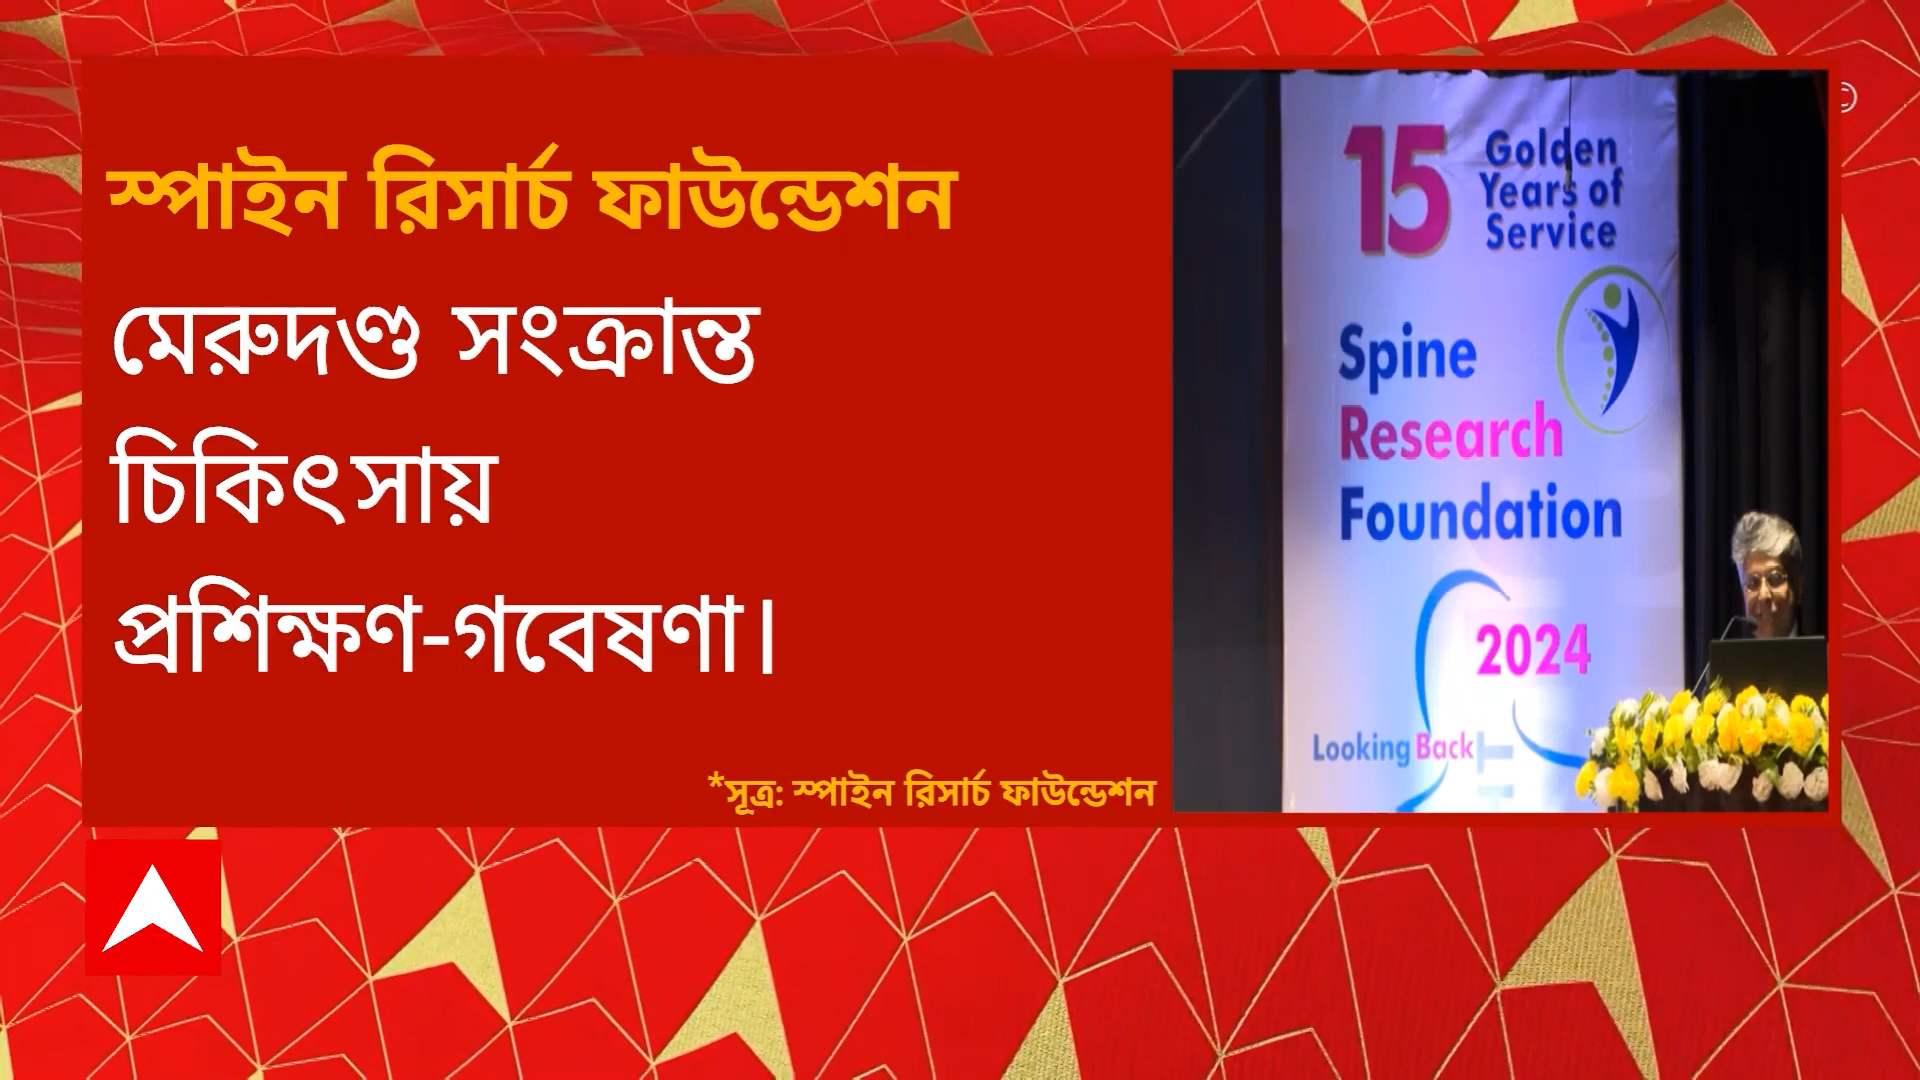 স্পাইন রিসার্চ ফাউন্ডেশন
মেরুদণ্ড সংক্রান্ত
চিকিৎসায়
প্রশিক্ষণ-গবেষণা।
*সূত্র: স্পাইন রিসার্চ ফাউন্ডেশন
15 Golden
Years of
Service
Spine
Research
Foundation
2024
Looking Back
©